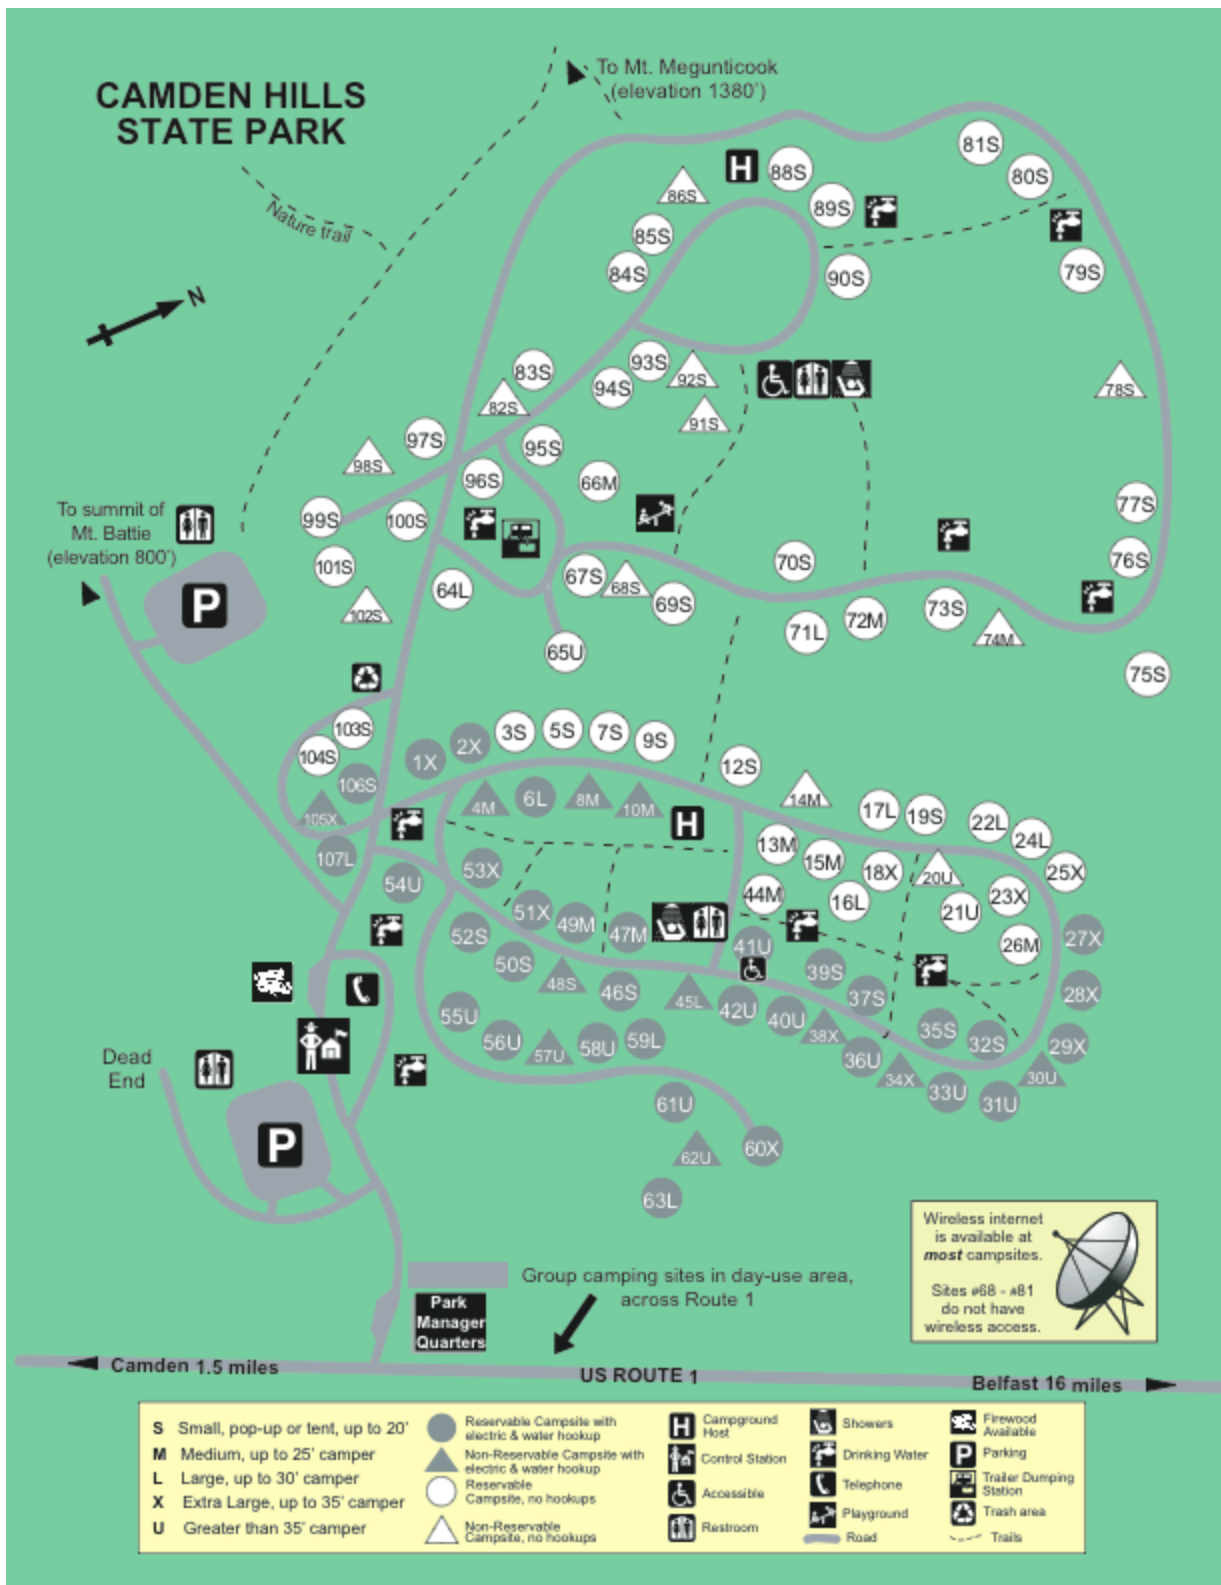 CAMDEN HILLS
STATE PARK
To Mt. Megunticook
(elevation 1380')
Nature trail
N
81S
80S
H
88S
86S
89S
85S
79S
84S
90S
93S
83S
92S
78S
94S
82S
91S
97S
95S
98S
96S
66M
77S
To summit of
Mt. Battie
(elevation 800')
99S
100S
76S
70S
101S
67S
68S
64L
P
102S
69S
73S
72M
71L
74M
65U
75S
103S
3S
5S
7S
9S
2X
104S
1X
12S
106S
6L
8M
4M
10M
14M
105X
H
17L
19S
22L
24L
107L
13M
15M
18X
25X
20U
53X
54U
44M
16L
23X
21U
51X
49M
47M
52S
41U
26M
27X
50S
48S
46S
39S
37S
28X
45L
42U
40U
55U
38X
35S
32S
56U
57U
58U
59L
29X
Dead
End
36U
34X
30U
33U
31U
61U
P
62U
60X
63L
Wireless internet
is available at
most campsites.
Sites #68 - #81
do not have
wireless access.
Group camping sites in day-use area,
across Route 1
Park
Manager
Quarters
Camden 1.5 miles
US ROUTE 1
Belfast 16 miles
S Small, pop-up or tent, up to 20'
M Medium, up to 25' camper
L Large, up to 30' camper
X Extra Large, up to 35' camper
U Greater than 35' camper
Reservable Campsite with
electric & water hookup
Non-Reservable Campsite with
electric & water hookup
Reservable
Campsite, no hookups
Non-Reservable
Campsite, no hookups
H Campground
Host
Control Station
Accessible
Restroom
Showers
Drinking Water
Telephone
Playground
Road
Firewood
Available
P Parking
Trailer Dumping
Station
Trash area
Trails